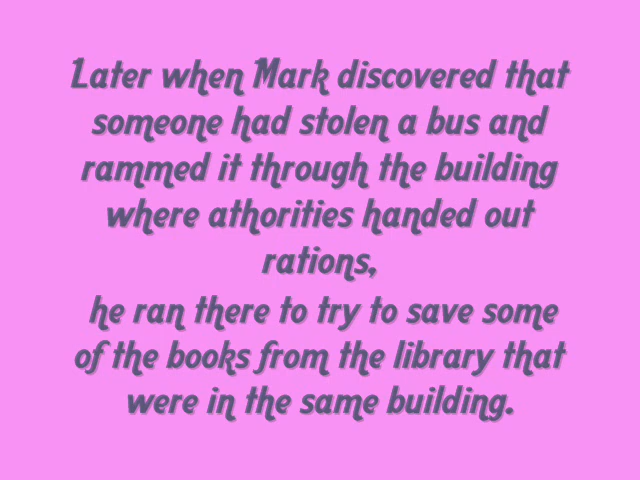 Later when Mark discovered that
someone had stolen a bus and
rammed it through the building
where athorities handed out
rations,
he ran there to try to save some
of the books from the library that
were in the same building.